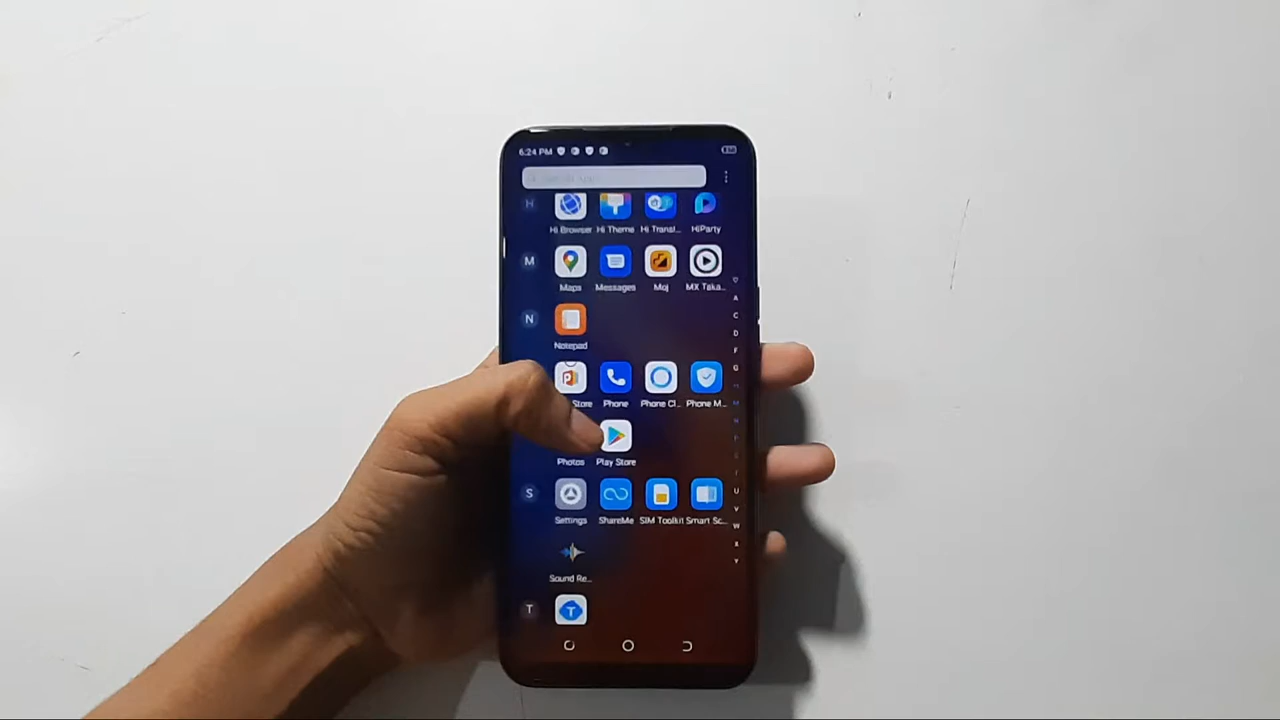 6:24 PM
H
Hi Browser Hi Theme Hi Transl... HiParty
M
Maps Messages Moj MX Taka...
N
Notepad
Store Phone Phone Cl... Phone M...
Photos Play Store
S
Settings ShareMe SIM Toolkit Smart Sc...
Sound Re...
T
A
C
D
F
G
U
V
W
X
Y